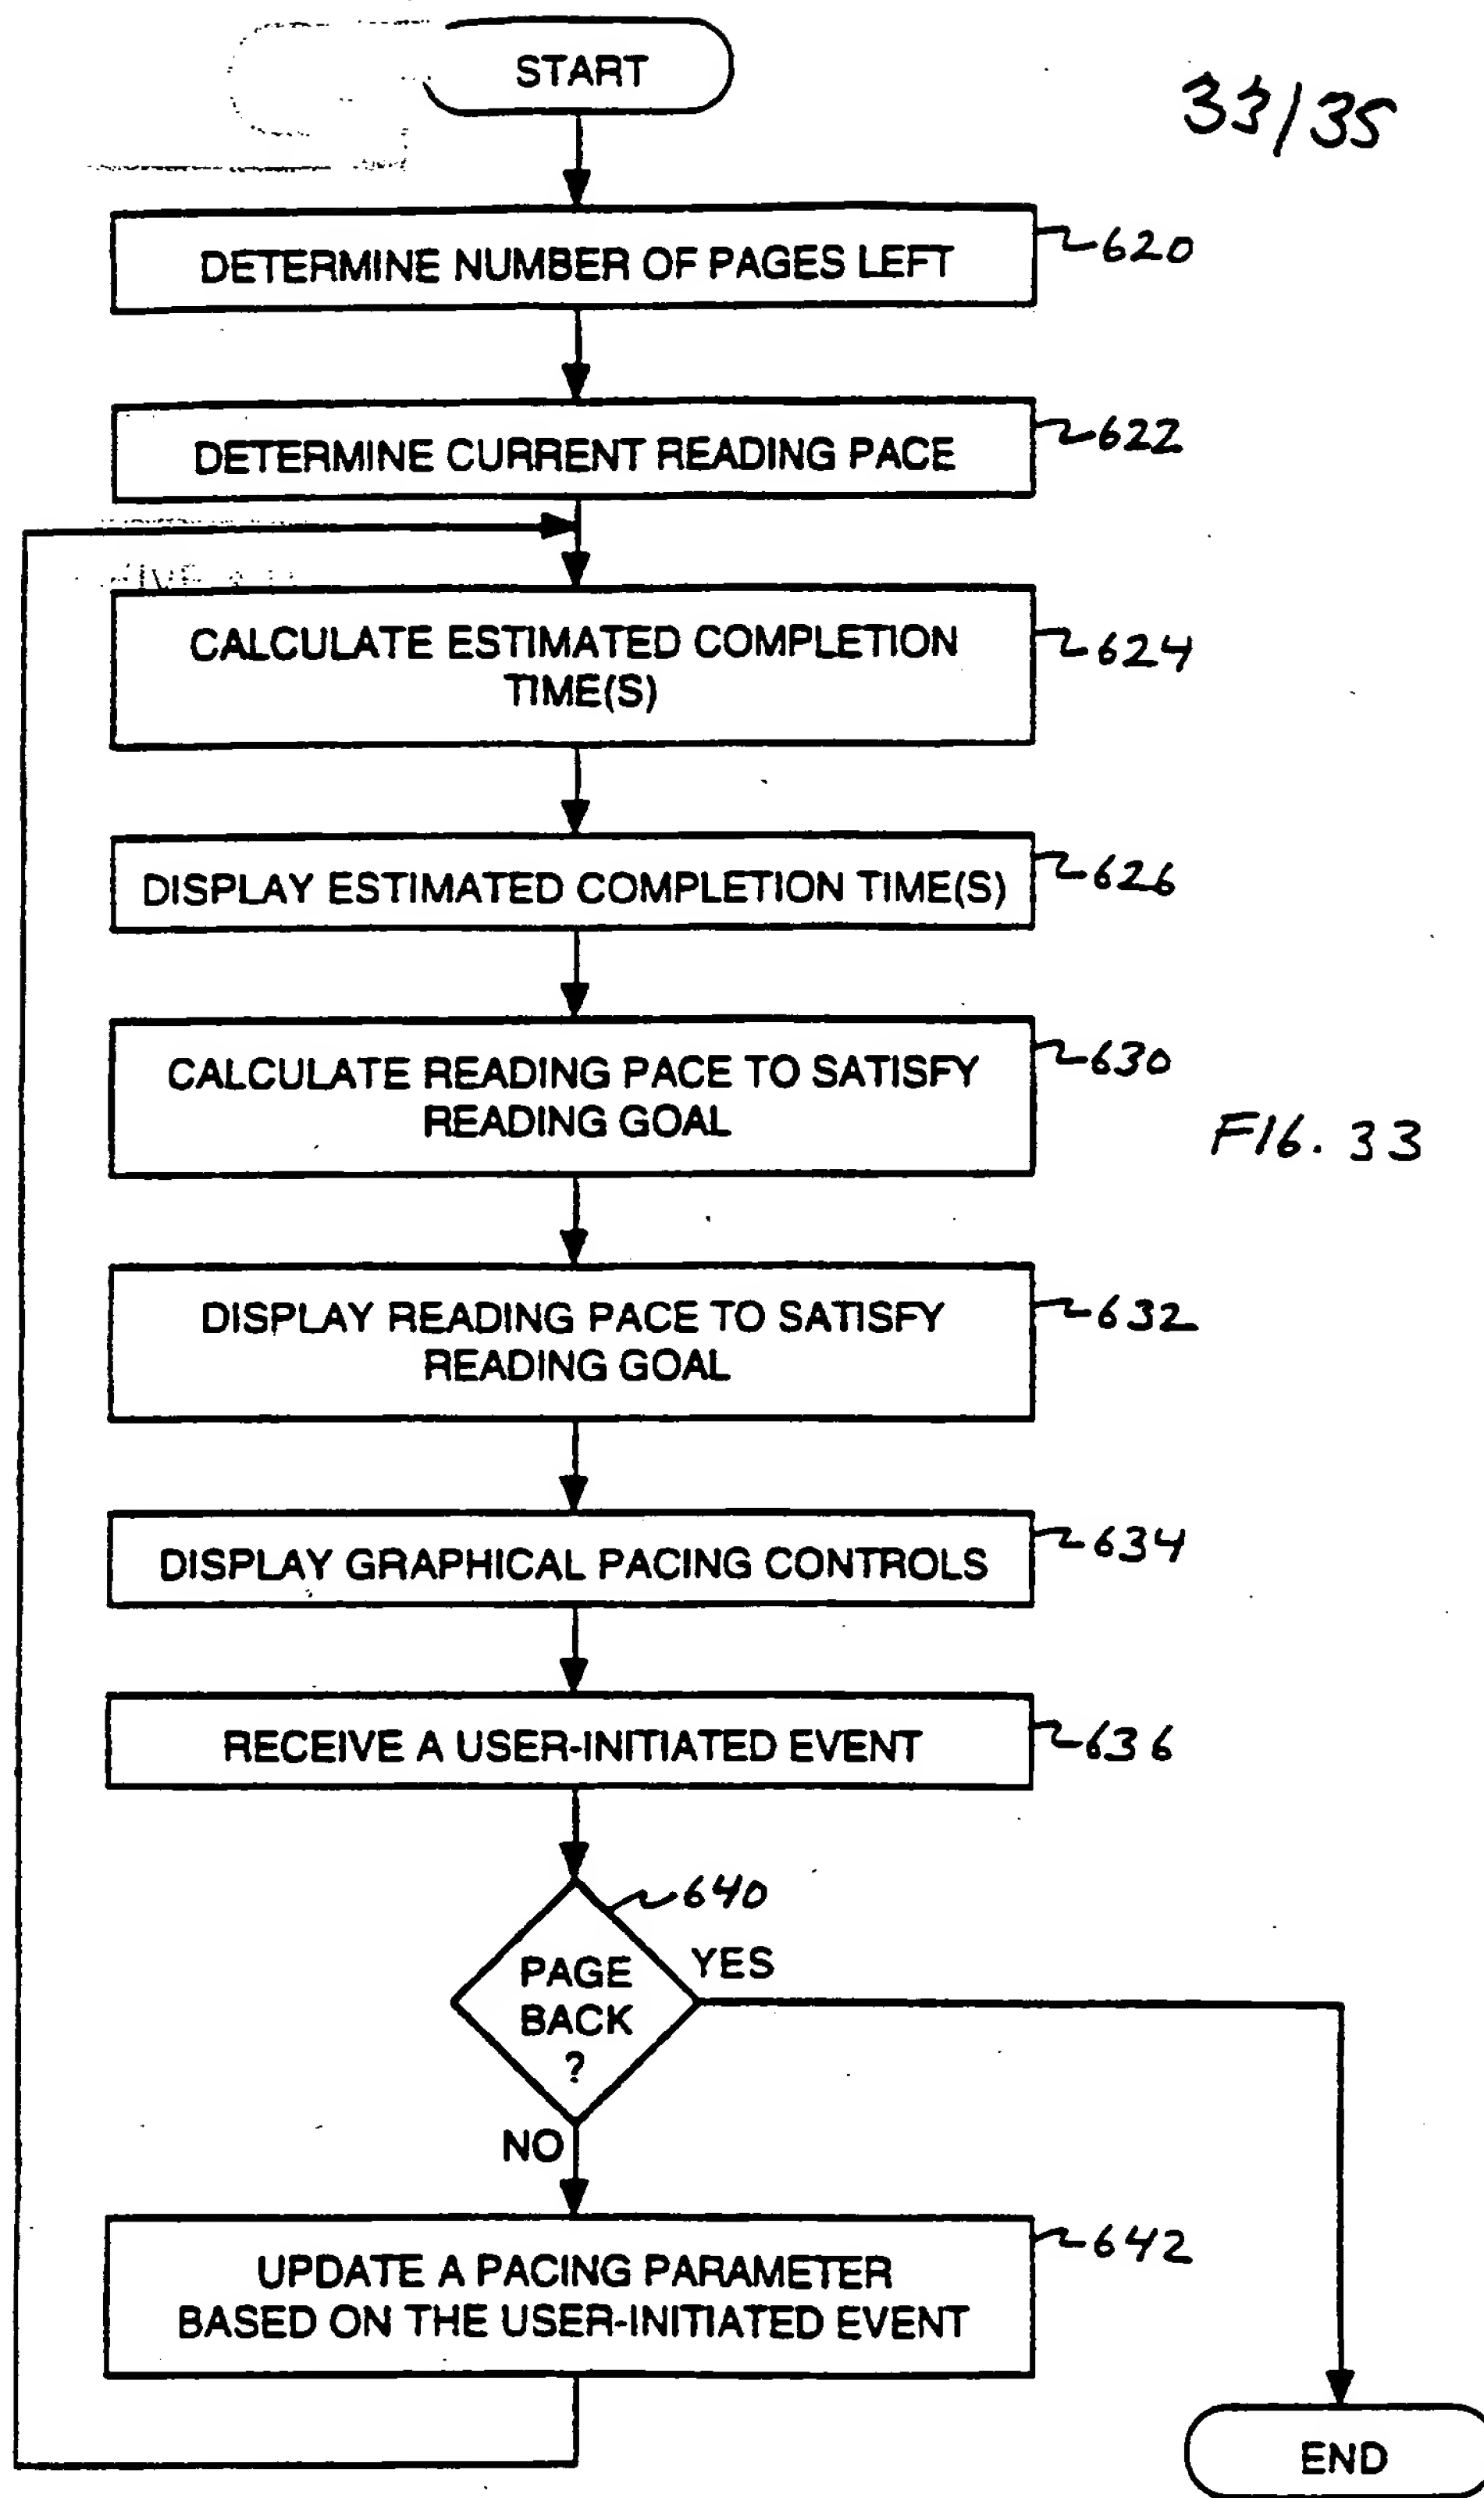 START
33/35
DETERMINE NUMBER OF PAGES LEFT
620
DETERMINE CURRENT READING PACE
622
CALCULATE ESTIMATED COMPLETION
TIME(S)
624
DISPLAY ESTIMATED COMPLETION TIME(S)
626
CALCULATE READING PACE TO SATISFY
READING GOAL
630
FIG. 33
DISPLAY READING PACE TO SATISFY
READING GOAL
632
DISPLAY GRAPHICAL PACING CONTROLS
634
RECEIVE A USER-INITIATED EVENT
636
640
PAGE
BACK
?
YES
NO
UPDATE A PACING PARAMETER
BASED ON THE USER-INITIATED EVENT
642
END